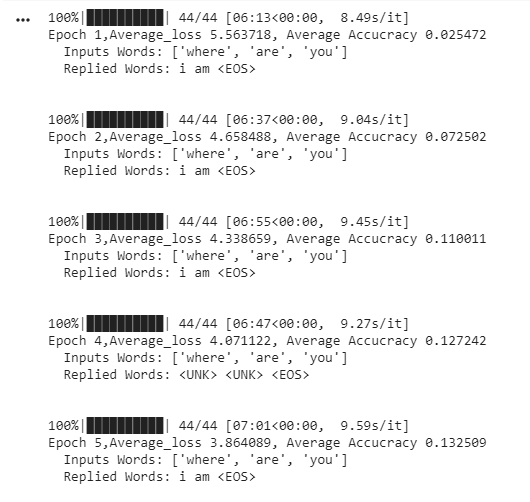 ••• 100%|██████████| 44/44 [06:13<00:00,  8.49s/it]
Epoch 1,Average_loss 5.563718, Average Accucracy 0.025472
  Inputs Words: ['where', 'are', 'you']
  Replied Words: i am <EOS>
100%|██████████| 44/44 [06:37<00:00,  9.04s/it]
Epoch 2,Average_loss 4.658488, Average Accucracy 0.072502
  Inputs Words: ['where', 'are', 'you']
  Replied Words: i am <EOS>
100%|██████████| 44/44 [06:55<00:00,  9.45s/it]
Epoch 3,Average_loss 4.338659, Average Accucracy 0.110011
  Inputs Words: ['where', 'are', 'you']
  Replied Words: i am <EOS>
100%|██████████| 44/44 [06:47<00:00,  9.27s/it]
Epoch 4,Average_loss 4.071122, Average Accucracy 0.127242
  Inputs Words: ['where', 'are', 'you']
  Replied Words: <UNK> <UNK> <EOS>
100%|██████████| 44/44 [07:01<00:00,  9.59s/it]
Epoch 5,Average_loss 3.864089, Average Accucracy 0.132509
  Inputs Words: ['where', 'are', 'you']
  Replied Words: i am <EOS>